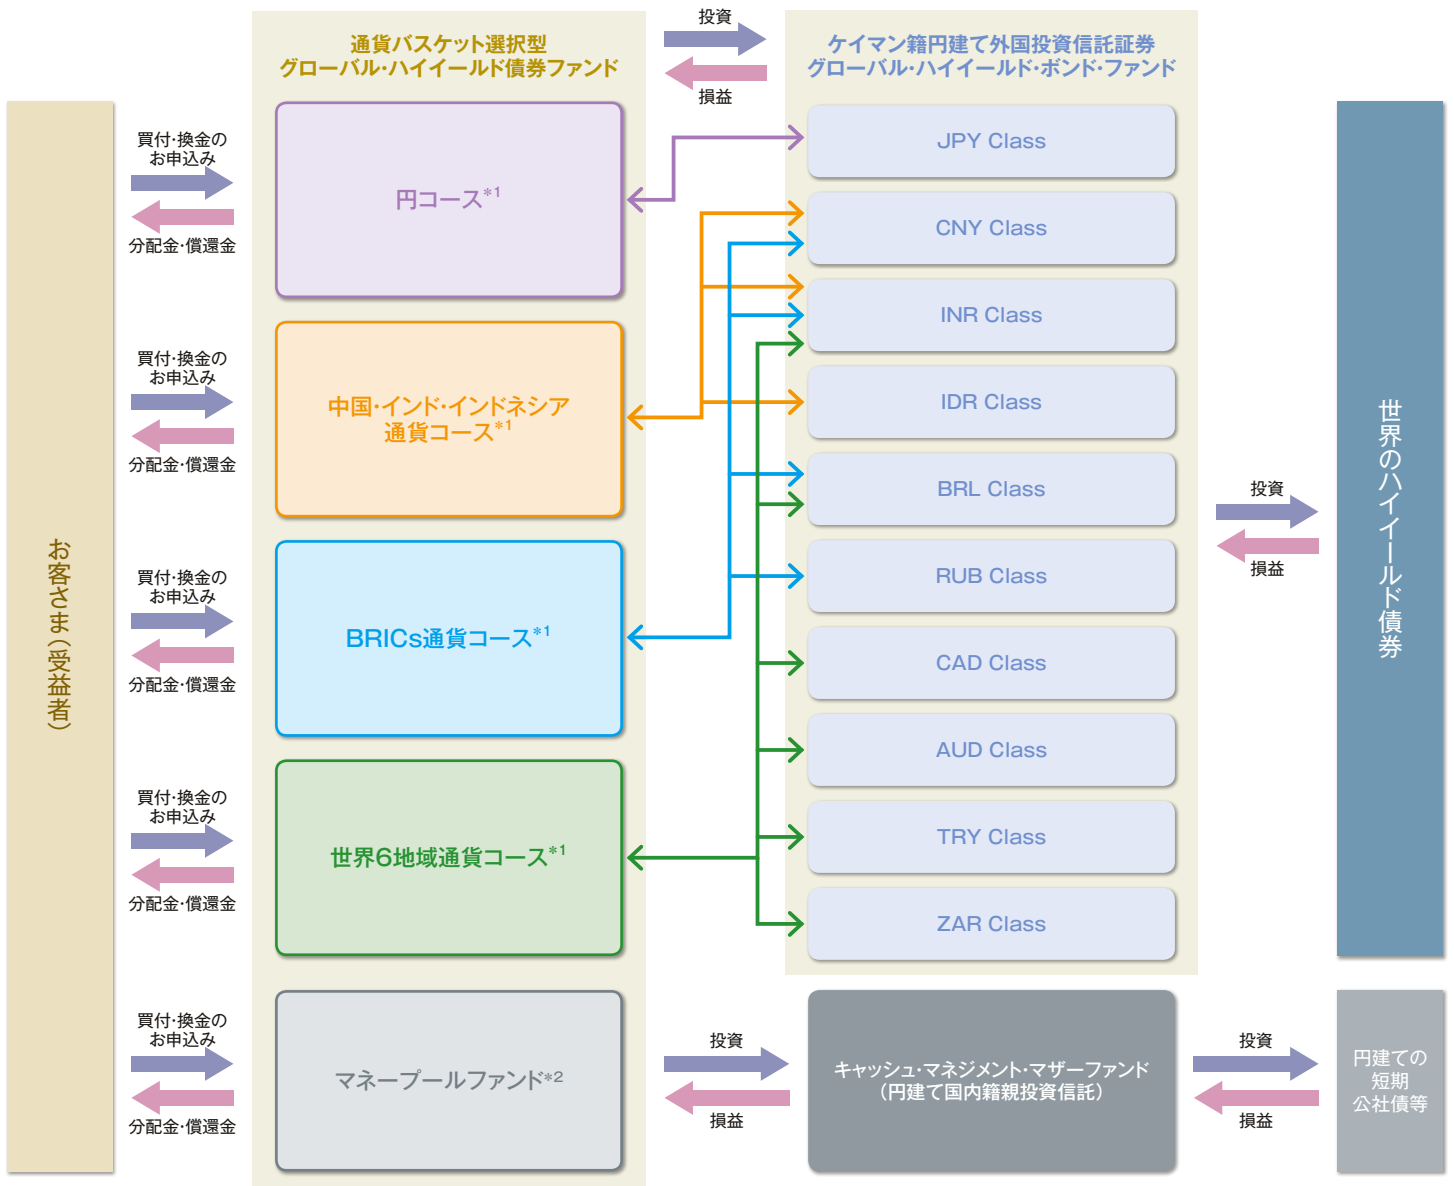 通貨バスケット選択型
グローバル・ハイイールド債券ファンド
投資
損益
ケイマン籍円建て外国投資信託証券
グローバル・ハイイールド・ボンド・ファンド
お客さま（受益者）
買付・換金の
お申込み
分配金・償還金
円コース*1
買付・換金の
お申込み
分配金・償還金
中国・インド・インドネシア
通貨コース*1
買付・換金の
お申込み
分配金・償還金
BRICs通貨コース*1
買付・換金の
お申込み
分配金・償還金
世界6地域通貨コース*1
JPY Class
CNY Class
INR Class
IDR Class
BRL Class
RUB Class
CAD Class
AUD Class
TRY Class
ZAR Class
投資
損益
世界のハイイールド債券
買付・換金の
お申込み
分配金・償還金
マネープールファンド*2
投資
損益
キャッシュ・マネジメント・マザーファンド
（円建て国内籍親投資信託）
投資
損益
円建ての
短期
公社債等